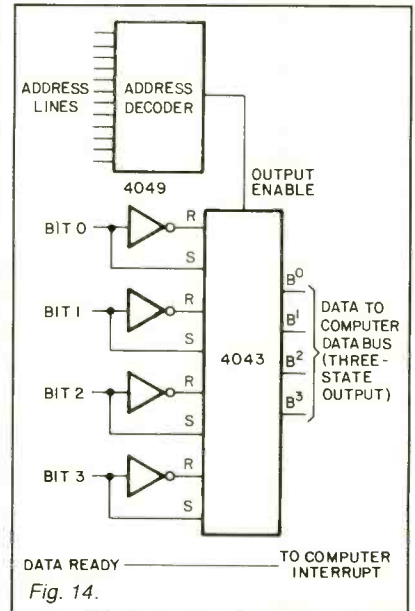 ADDRESS
LINES
ADDRESS
DECODER
4049
OUTPUT
ENABLE
BIT 0
R
S
BIT 1
R
S
BIT 2
R
S
BIT 3
R
S
4043
B⁰
B¹
B²
B³
DATA TO
COMPUTER
DATA BUS
(THREE-
STATE
OUTPUT)
DATA READY
TO COMPUTER
INTERRUPT
Fig. 14.